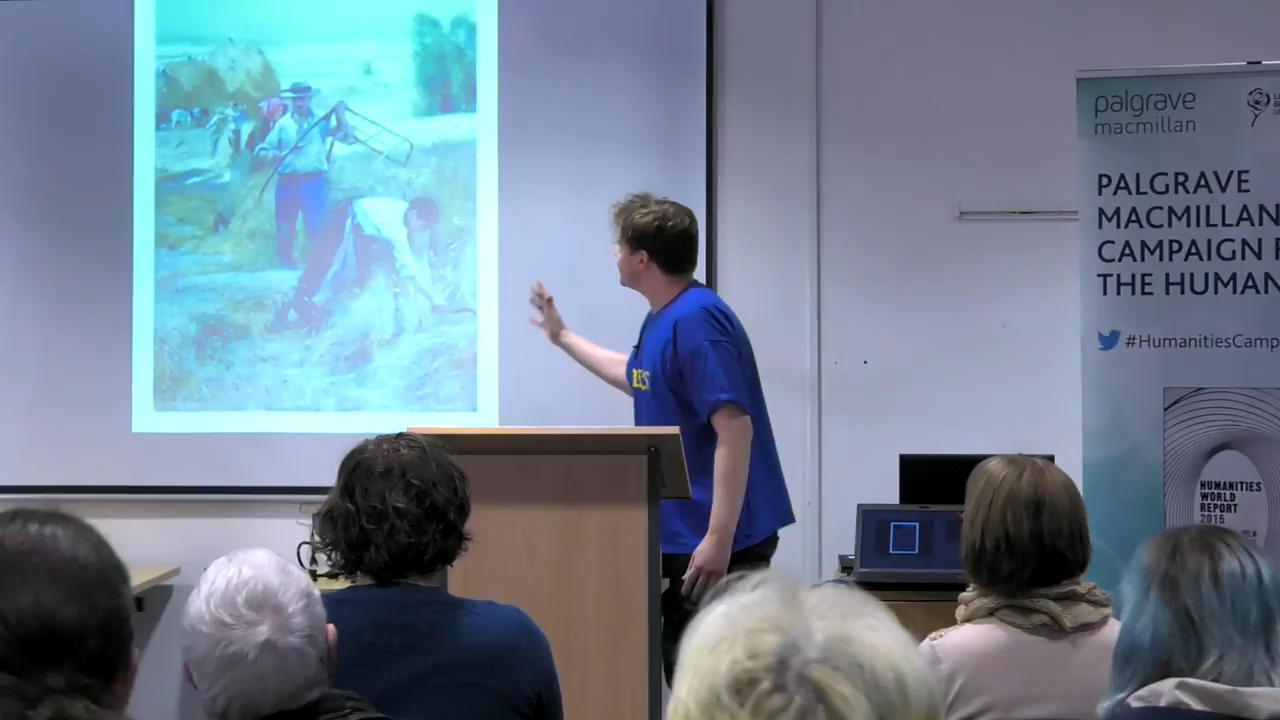 palgrave
macmillan
PALGRAVE
MACMILLAN
CAMPAIGN
THE HUMAN
#HumanitiesCamp
HUMANITIES
WORLD
REPORT
2015